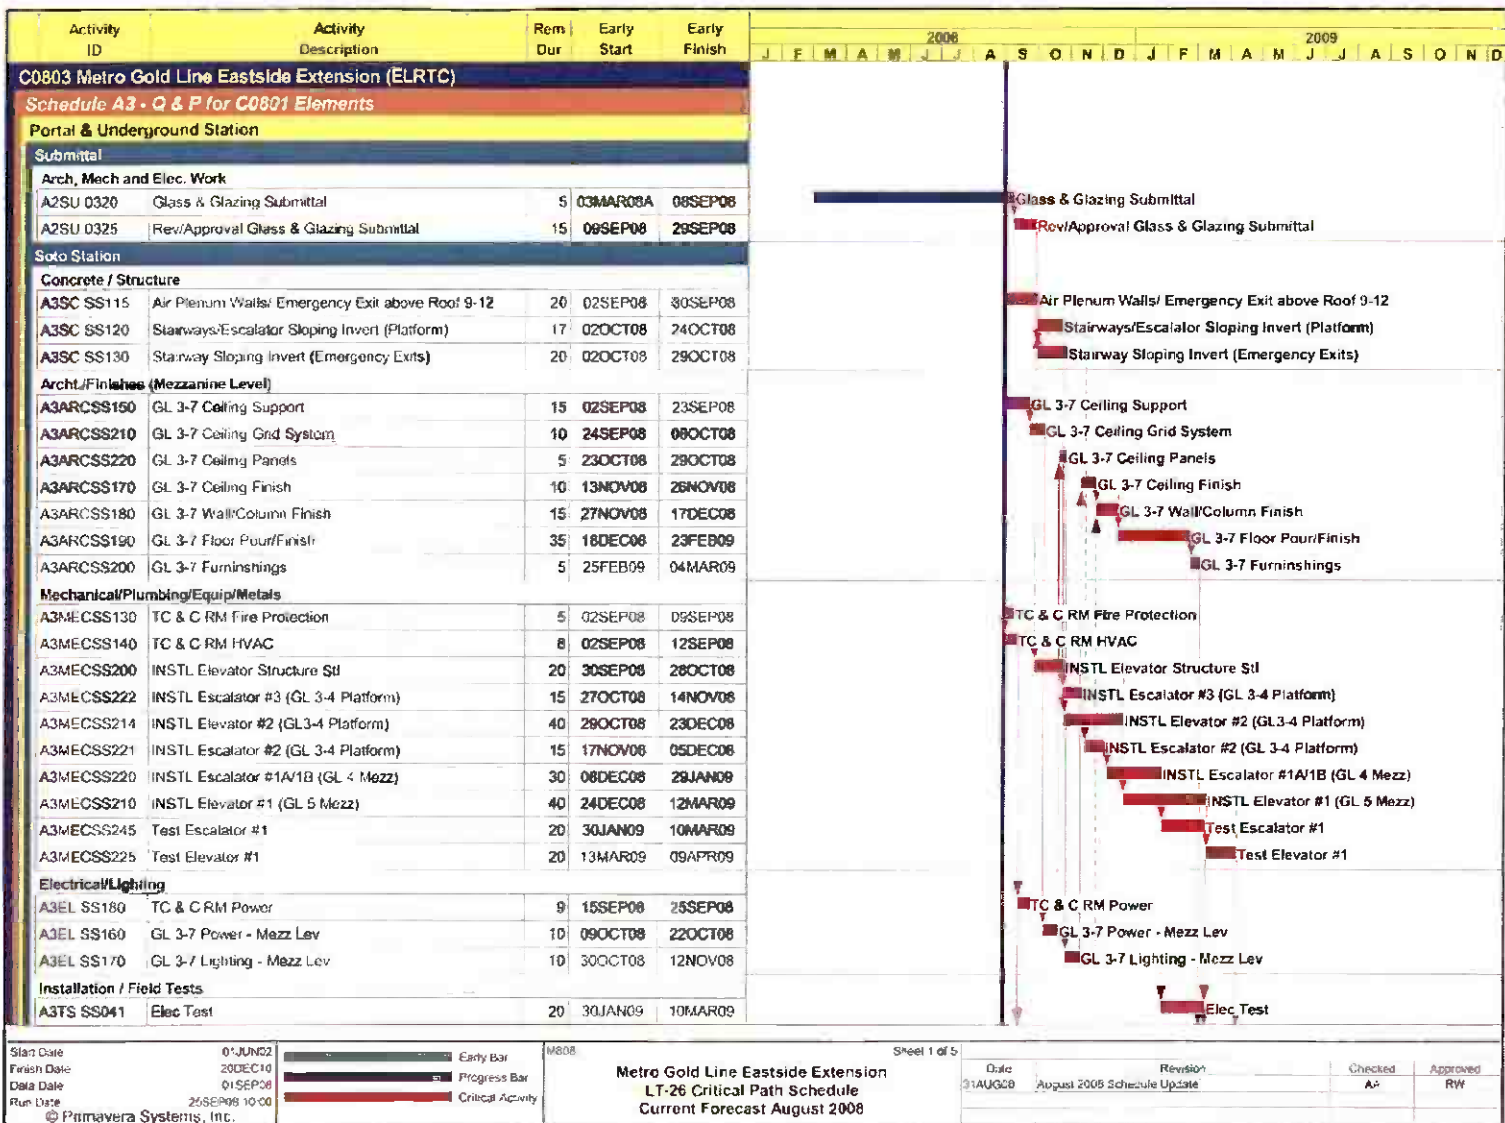 Activity ID Activity Description Rem Dur Early Start Early Finish 2008 2009
J F M A M J J A S O N D J F M A M J J A S O N D
C0803 Metro Gold Line Eastside Extension (ELRTC)
Schedule A3 - Q & P for C0801 Elements
Portal & Underground Station
Submittal
Arch, Mech and Elec. Work
A2SU 0320 Glass & Glazing Submittal 5 03MAR08A 08SEP08 Glass & Glazing Submittal
A2SU 0325 Rev/Approval Glass & Glazing Submittal 15 09SEP08 29SEP08 Rev/Approval Glass & Glazing Submittal
Soto Station
Concrete / Structure
A3SC SS115 Air Plenum Walls/ Emergency Exit above Roof 9-12 20 02SEP08 30SEP08 Air Plenum Walls/ Emergency Exit above Roof 9-12
A3SC SS120 Stairways/Escalator Sloping Invert (Platform) 17 02OCT08 24OCT08 Stairways/Escalator Sloping Invert (Platform)
A3SC SS130 Stairway Sloping Invert (Emergency Exits) 20 02OCT08 29OCT08 Stairway Sloping Invert (Emergency Exits)
Archt./Finishes (Mezzanine Level)
A3ARCSS150 GL 3-7 Ceiling Support 15 02SEP08 23SEP08 GL 3-7 Ceiling Support
A3ARCSS210 GL 3-7 Ceiling Grid System 10 24SEP08 08OCT08 GL 3-7 Ceiling Grid System
A3ARCSS220 GL 3-7 Ceiling Panels 5 23OCT08 29OCT08 GL 3-7 Ceiling Panels
A3ARCSS170 GL 3-7 Ceiling Finish 10 13NOV08 26NOV08 GL 3-7 Ceiling Finish
A3ARCSS180 GL 3-7 Wall/Column Finish 15 27NOV08 17DEC08 GL 3-7 Wall/Column Finish
A3ARCSS190 GL 3-7 Floor Pour/Finish 35 18DEC08 23FEB09 GL 3-7 Floor Pour/Finish
A3ARCSS200 GL 3-7 Furninshings 5 25FEB09 04MAR09 GL 3-7 Furninshings
Mechanical/Plumbing/Equip/Metals
A3MECSS130 TC & C RM Fire Protection 5 02SEP08 09SEP08 TC & C RM Fire Protection
A3MECSS140 TC & C RM HVAC 8 02SEP08 12SEP08 TC & C RM HVAC
A3MECSS200 INSTL Elevator Structure Stl 20 30SEP08 28OCT08 INSTL Elevator Structure Stl
A3MECSS222 INSTL Escalator #3 (GL 3-4 Platform) 15 27OCT08 14NOV08 INSTL Escalator #3 (GL 3-4 Platform)
A3MECSS214 INSTL Elevator #2 (GL3-4 Platform) 40 29OCT08 23DEC08 INSTL Elevator #2 (GL3-4 Platform)
A3MECSS221 INSTL Escalator #2 (GL 3-4 Platform) 15 17NOV08 05DEC08 INSTL Escalator #2 (GL 3-4 Platform)
A3MECSS220 INSTL Escalator #1A/1B (GL 4 Mezz) 30 08DEC08 29JAN09 INSTL Escalator #1A/1B (GL 4 Mezz)
A3MECSS210 INSTL Elevator #1 (GL 5 Mezz) 40 24DEC08 12MAR09 INSTL Elevator #1 (GL 5 Mezz)
A3MECSS245 Test Escalator #1 20 30JAN09 10MAR09 Test Escalator #1
A3MECSS225 Test Elevator #1 20 13MAR09 09APR09 Test Elevator #1
Electrical/Lighting
A3EL SS180 TC & C RM Power 9 15SEP08 25SEP08 TC & C RM Power
A3EL SS160 GL 3-7 Power - Mezz Lev 10 09OCT08 22OCT08 GL 3-7 Power - Mezz Lev
A3EL SS170 GL 3-7 Lighting - Mezz Lev 10 30OCT08 12NOV08 GL 3-7 Lighting - Mezz Lev
Installation / Field Tests
A3TS SS041 Elec Test 20 30JAN09 10MAR09 Elec Test
Start Date 01JUN02
Finish Date 20DEC10
Data Date 01SEP08
Run Date 25SEP08 10:00
© Primavera Systems, Inc.
Early Bar
Progress Bar
Critical Activity
M808
Sheet 1 of 5
Metro Gold Line Eastside Extension
LT-26 Critical Path Schedule
Current Forecast August 2008
Date Revision Checked Approved
31AUG08 August 2008 Schedule Update AA RW